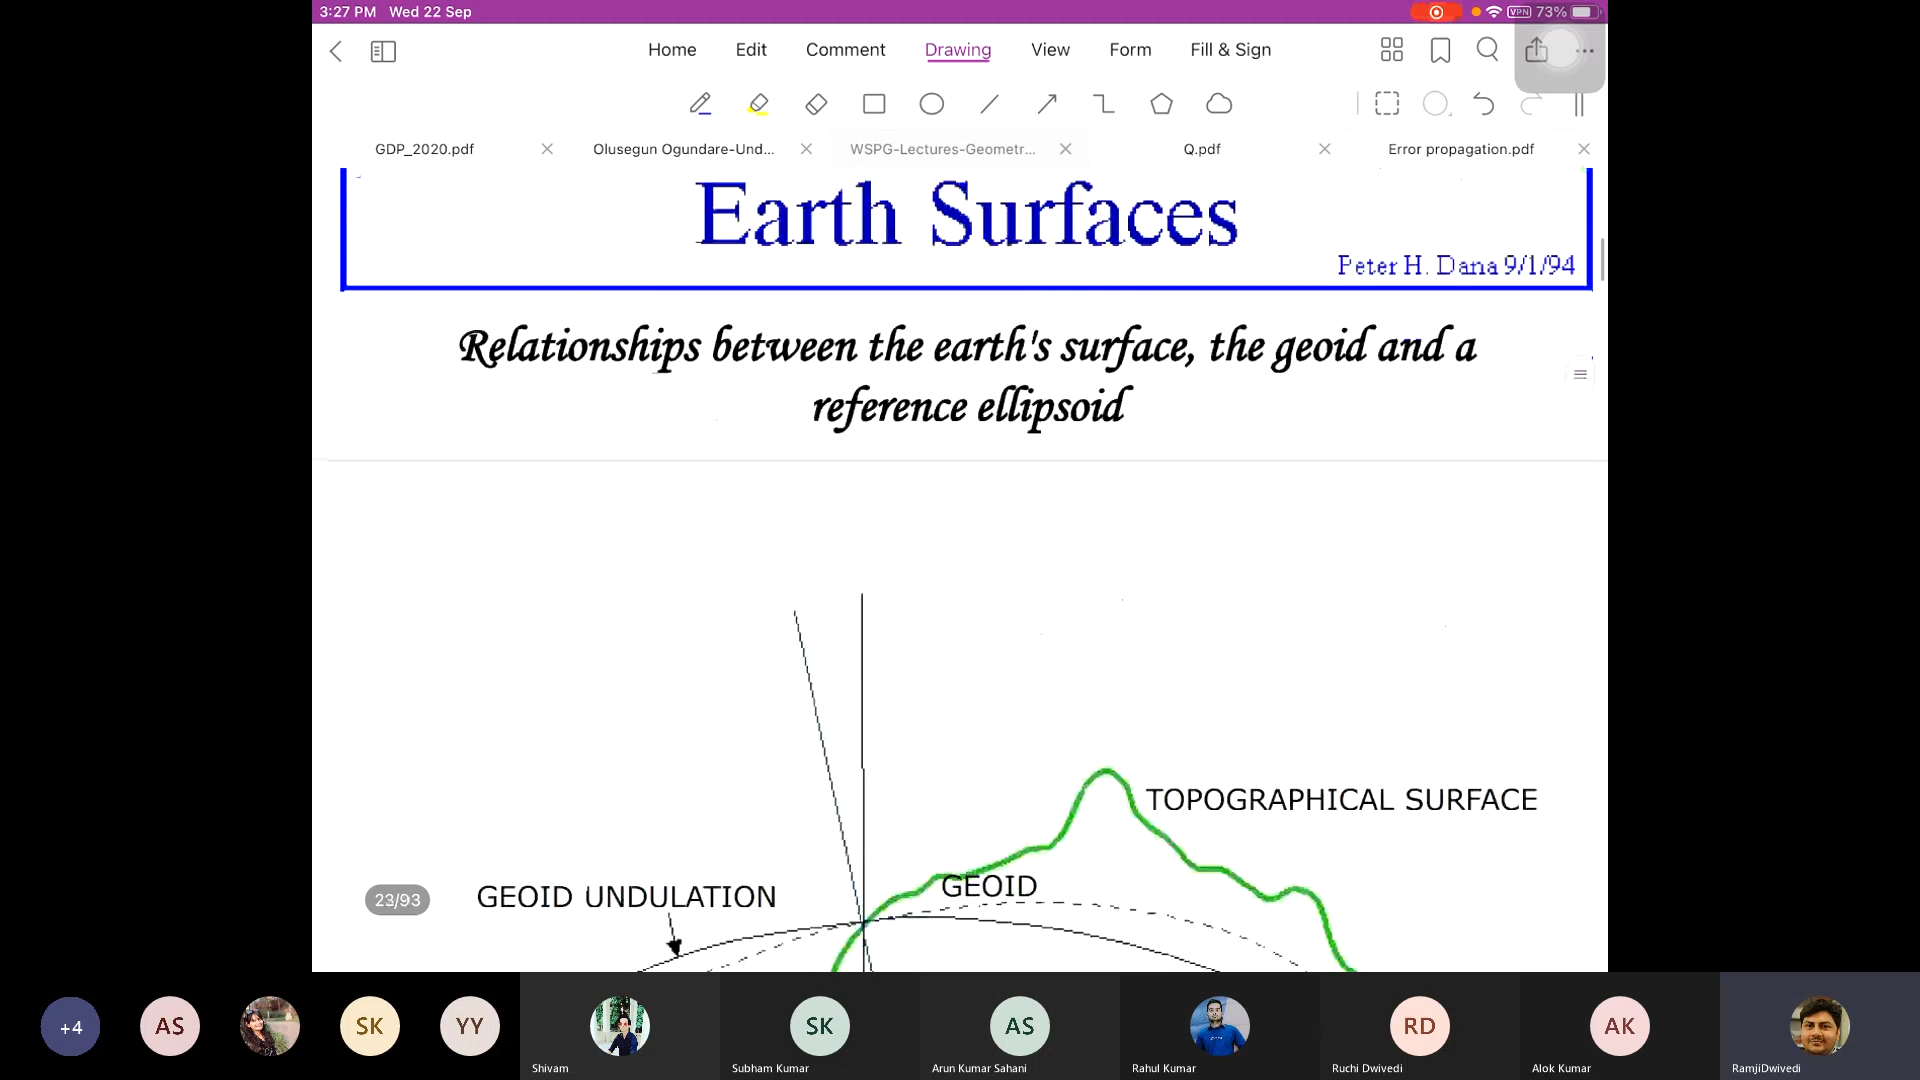 3:27 PM Wed 22 Sep
VPN 73%
Home Edit Comment Drawing View Form Fill & Sign
GDP_2020.pdf Olusegun Ogundare-Und... WSPG-Lectures-Geometr... Q.pdf Error propagation.pdf
Earth Surfaces
Peter H. Dana 9/1/94
Relationships between the earth's surface, the geoid and a
reference ellipsoid
TOPOGRAPHICAL SURFACE
GEOID
GEOID UNDULATION
23/93
+4 AS SK YY SK AS RD AK
Shivam Subham Kumar Arun Kumar Sahani Rahul Kumar Ruchi Dwivedi Alok Kumar RamjiDwivedi